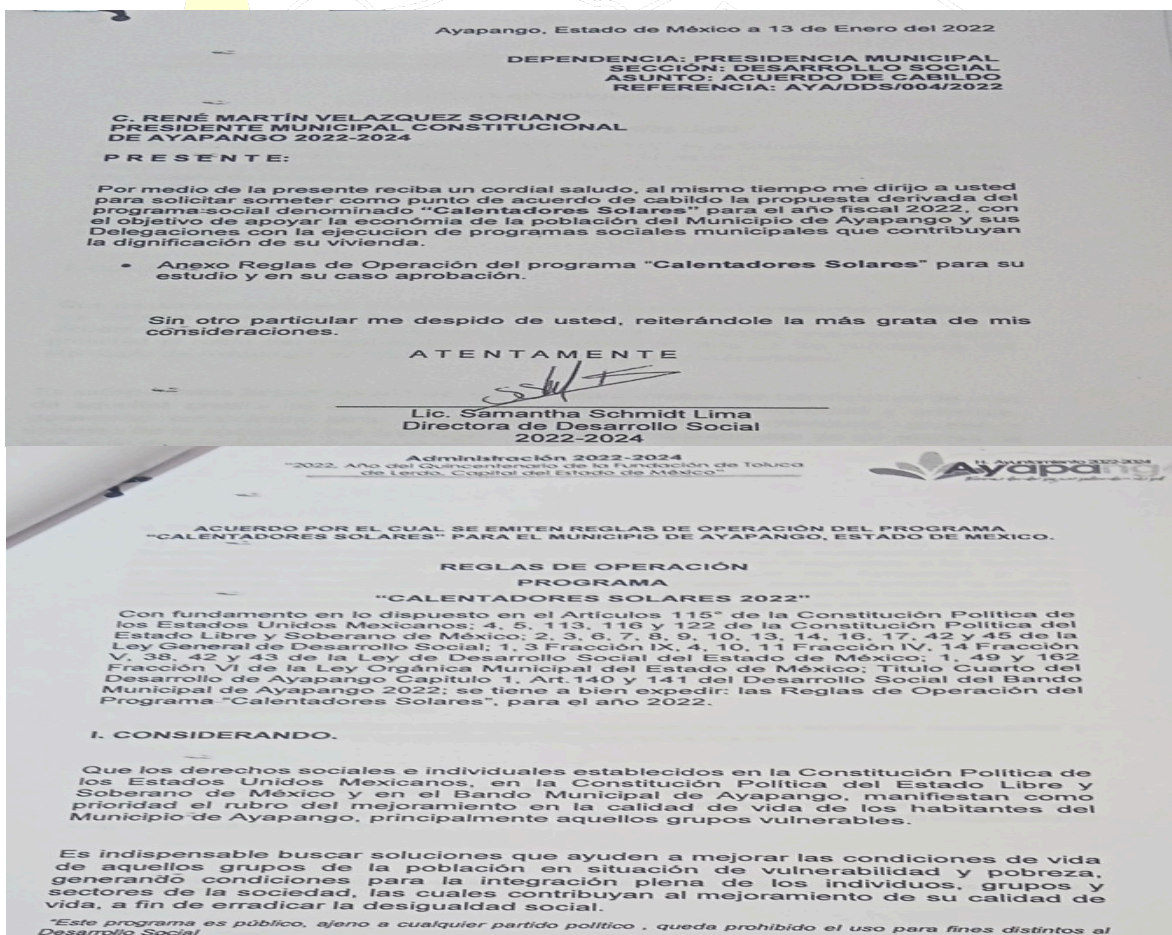 Ayapango, Estado de México a 13 de Enero del 2022
DEPENDENCIA: PRESIDENCIA MUNICIPAL
SECCIÓN: DESARROLLO SOCIAL
ASUNTO: ACUERDO DE CABILDO
REFERENCIA: AYA/DDS/004/2022
C. RENÉ MARTÍN VELAZQUEZ SORIANO
PRESIDENTE MUNICIPAL CONSTITUCIONAL
DE AYAPANGO 2022-2024
P R E S E N T E:
Por medio de la presente reciba un cordial saludo, al mismo tiempo me dirijo a usted
para solicitar someter como punto de acuerdo de cabildo la propuesta derivada del
programa social denominado "Calentadores Solares" para el año fiscal 2022, con
el objetivo de apoyar la economía de la población del Municipio de Ayapango y sus
Delegaciones con la ejecucion de programas sociales municipales que contribuyan
la dignificación de su vivienda.
• Anexo Reglas de Operación del programa "Calentadores Solares" para su
estudio y en su caso aprobación.
Sin otro particular me despido de usted, reiterándole la más grata de mis
consideraciones.
A T E N T A M E N T E
Lic. Samantha Schmidt Lima
Directora de Desarrollo Social
2022-2024
Administración 2022-2024
"2022. Año del Quincentenario de la Fundación de Toluca
de Lerdo, Capital del Estado de México"
H. Ayuntamiento 2022-2024
Ayapango
ACUERDO POR EL CUAL SE EMITEN REGLAS DE OPERACIÓN DEL PROGRAMA
"CALENTADORES SOLARES" PARA EL MUNICIPIO DE AYAPANGO, ESTADO DE MEXICO.
REGLAS DE OPERACIÓN
PROGRAMA
"CALENTADORES SOLARES 2022"
Con fundamento en lo dispuesto en el Artículos 115° de la Constitución Política de
los Estados Unidos Mexicanos; 4, 5, 113, 116 y 122 de la Constitución Política del
Estado Libre y Soberano de México; 2, 3, 6, 7, 8, 9, 10, 13, 14, 16, 17, 42 y 45 de la
Ley General de Desarrollo Social; 1, 3 Fracción IX, 4, 10, 11 Fracción IV, 14 Fracción
V, 38, 42 y 43 de la Ley de Desarrollo Social del Estado de México; 1, 49 y 162
Fracción VI de la Ley Orgánica Municipal del Estado de México; Titulo Cuarto del
Desarrollo de Ayapango Capitulo 1, Art.140 y 141 del Desarrollo Social del Bando
Municipal de Ayapango 2022; se tiene a bien expedir: las Reglas de Operación del
Programa "Calentadores Solares", para el año 2022.
I. CONSIDERANDO.
Que los derechos sociales e individuales establecidos en la Constitución Política de
los Estados Unidos Mexicanos, en la Constitución Política del Estado Libre y
Soberano de México y en el Bando Municipal de Ayapango, manifiestan como
prioridad el rubro del mejoramiento en la calidad de vida de los habitantes del
Municipio de Ayapango, principalmente aquellos grupos vulnerables.
Es indispensable buscar soluciones que ayuden a mejorar las condiciones de vida
de aquellos grupos de la población en situación de vulnerabilidad y pobreza,
generando condiciones para la integración plena de los individuos, grupos y
sectores de la sociedad, las cuales contribuyan al mejoramiento de su calidad de
vida, a fin de erradicar la desigualdad social.
"Este programa es público, ajeno a cualquier partido político , queda prohibido el uso para fines distintos al
Desarrollo Social